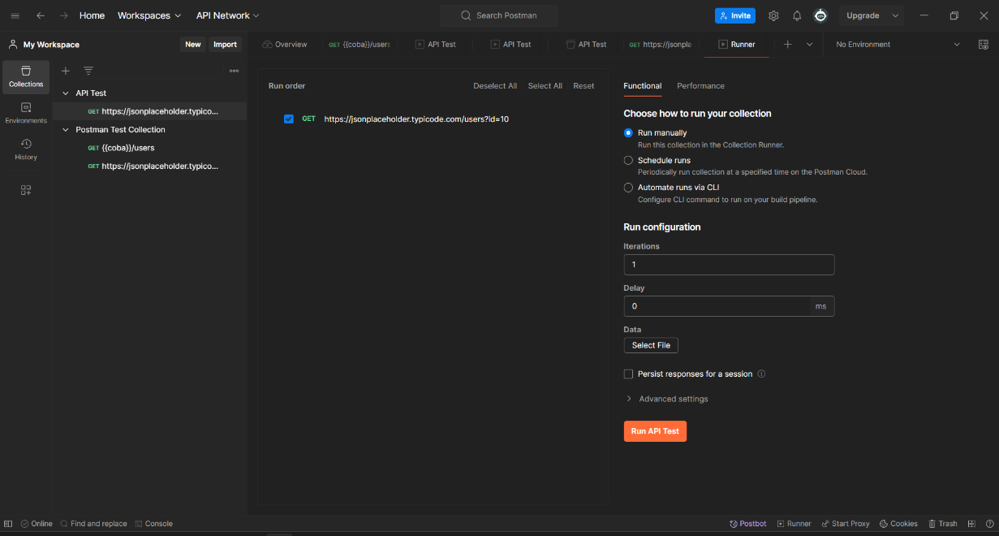 Home Workspaces API Network Search Postman Invite Upgrade
My Workspace New Import Overview GET {{coba}}/users API Test API Test API Test GET https://jsonpla Runner No Environment
Collections
Environments
History
API Test
GET https://jsonplaceholder.typico...
Postman Test Collection
GET {{coba}}/users
GET https://jsonplaceholder.typico...
Run order Deselect All Select All Reset
GET https://jsonplaceholder.typicode.com/users?id=10
Functional Performance
Choose how to run your collection
Run manually
Run this collection in the Collection Runner.
Schedule runs
Periodically run collection at a specified time on the Postman Cloud.
Automate runs via CLI
Configure CLI command to run on your build pipeline.
Run configuration
Iterations
1
Delay
0 ms
Data
Select File
Persist responses for a session
Advanced settings
Run API Test
Online Find and replace Console Postbot Runner Start Proxy Cookies Trash